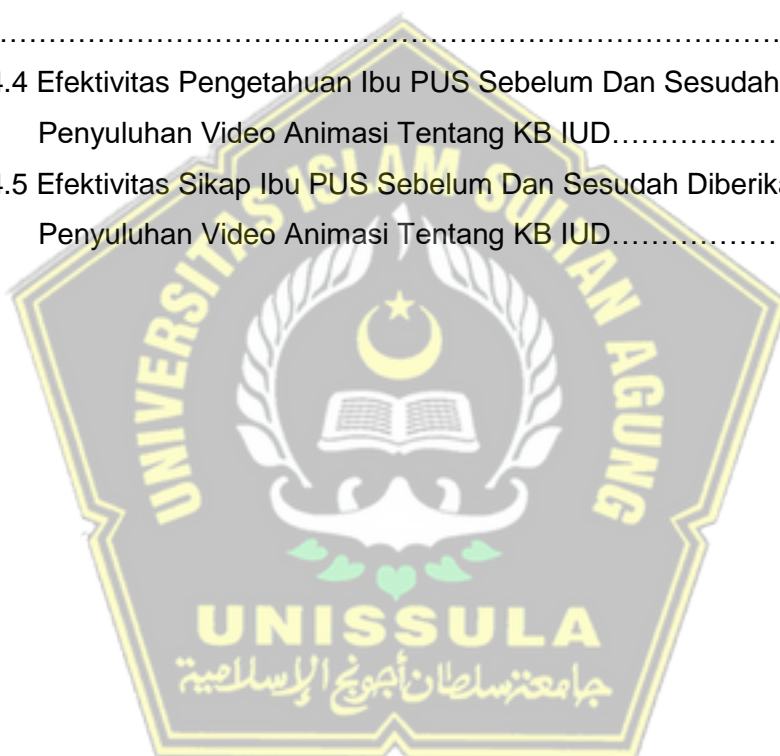 ……………………………………………………………………
4.4 Efektivitas Pengetahuan Ibu PUS Sebelum Dan Sesudah
Penyuluhan Video Animasi Tentang KB IUD………………
4.5 Efektivitas Sikap Ibu PUS Sebelum Dan Sesudah Diberika
Penyuluhan Video Animasi Tentang KB IUD………………
UNIVERSITAS ISLAM SULTAN AGUNG
UNISSULA
جامعتنسلطان أجونج الإسلامية